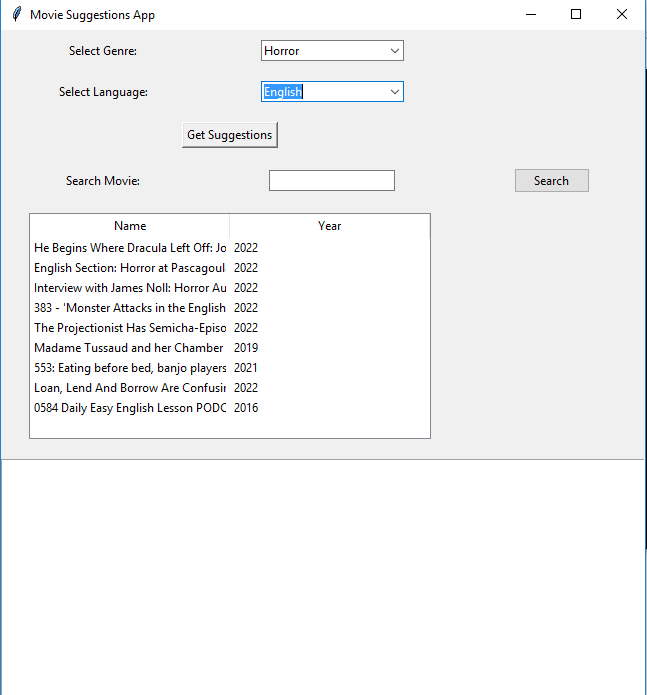 Movie Suggestions App
Select Genre: Horror
Select Language: English
Get Suggestions
Search Movie: Search
Name Year
He Begins Where Dracula Left Off: Jo 2022
English Section: Horror at Pascagoul 2022
Interview with James Noll: Horror Au 2022
383 - 'Monster Attacks in the English 2022
The Projectionist Has Semicha-Episo 2022
Madame Tussaud and her Chamber 2019
553: Eating before bed, banjo players 2021
Loan, Lend And Borrow Are Confusin 2022
0584 Daily Easy English Lesson PODC 2016